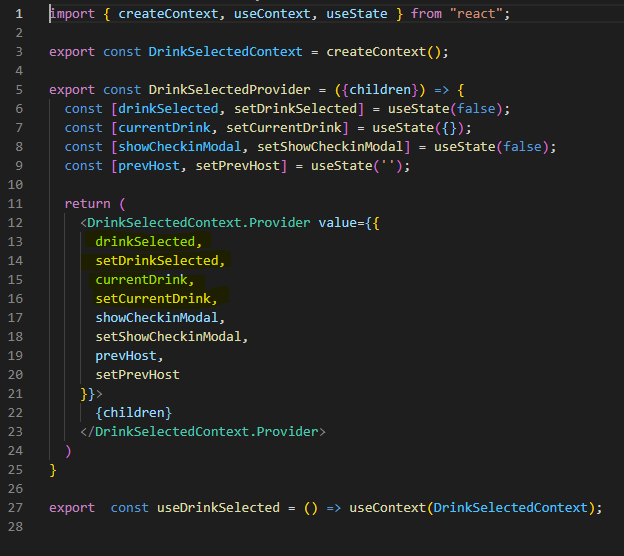 1 import { createContext, useContext, useState } from "react";
2
3 export const DrinkSelectedContext = createContext();
4
5 export const DrinkSelectedProvider = ({children}) => {
6   const [drinkSelected, setDrinkSelected] = useState(false);
7   const [currentDrink, setCurrentDrink] = useState({});
8   const [showCheckinModal, setShowCheckinModal] = useState(false);
9   const [prevHost, setPrevHost] = useState('');
10
11   return (
12     <DrinkSelectedContext.Provider value={{
13       drinkSelected,
14       setDrinkSelected,
15       currentDrink,
16       setCurrentDrink,
17       showCheckinModal,
18       setShowCheckinModal,
19       prevHost,
20       setPrevHost
21     }}>
22       {children}
23     </DrinkSelectedContext.Provider>
24   )
25 }
26
27 export  const useDrinkSelected = () => useContext(DrinkSelectedContext);
28